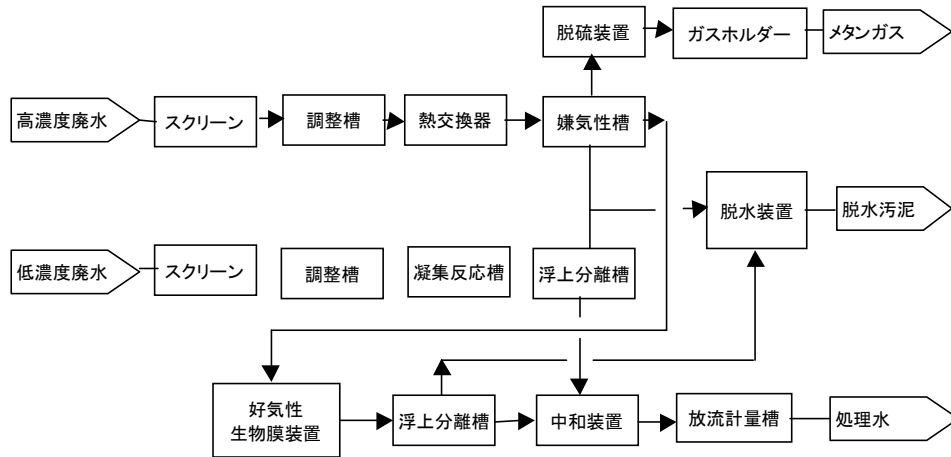 脱硫装置
ガスホルダー
メタンガス
高濃度廃水
スクリーン
調整槽
熱交換器
嫌気性槽
脱水装置
脱水汚泥
低濃度廃水
スクリーン
調整槽
凝集反応槽
浮上分離槽
好気性
生物膜装置
浮上分離槽
中和装置
放流計量槽
処理水